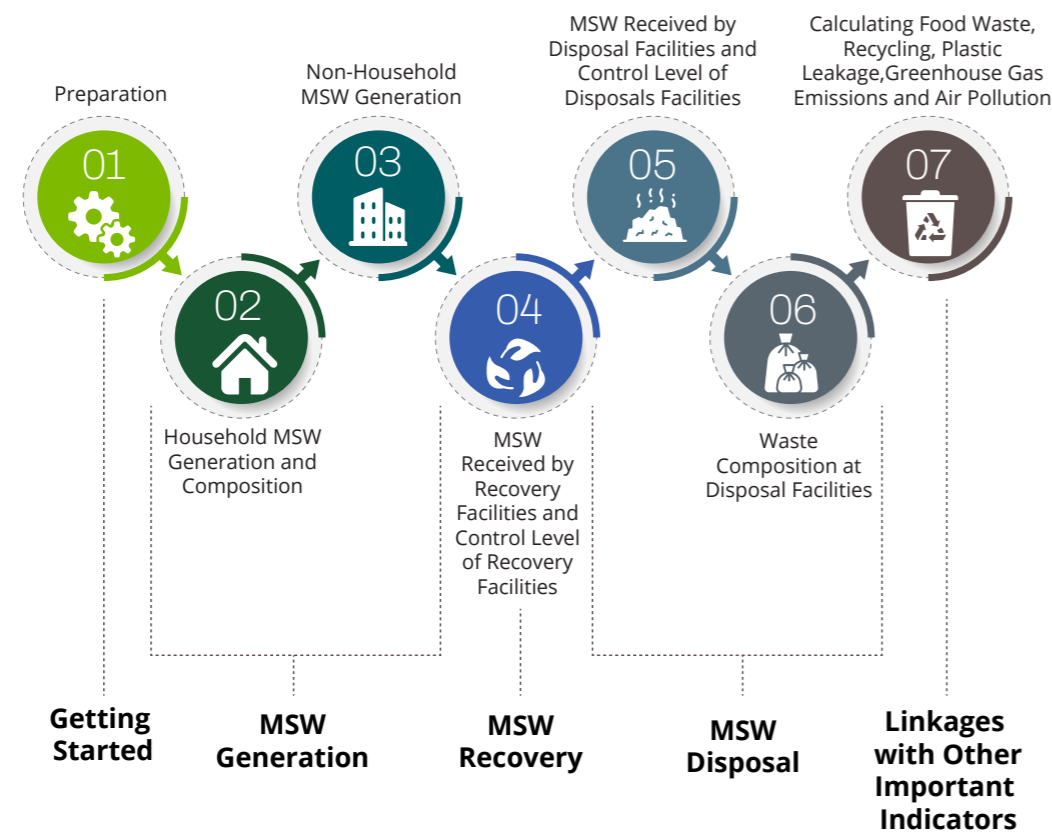 Preparation
01
Household MSW
Generation and
Composition
02
Non-Household
MSW Generation
03
04
MSW
Received by
Recovery
Facilities and
Control Level
of Recovery
Facilities
MSW Received by
Disposal Facilities and
Control Level of
Disposals Facilities
05
06
Waste
Composition at
Disposal Facilities
Calculating Food Waste,
Recycling, Plastic
Leakage,Greenhouse Gas
Emissions and Air Pollution
07
Getting
Started
MSW
Generation
MSW
Recovery
MSW
Disposal
Linkages
with Other
Important
Indicators